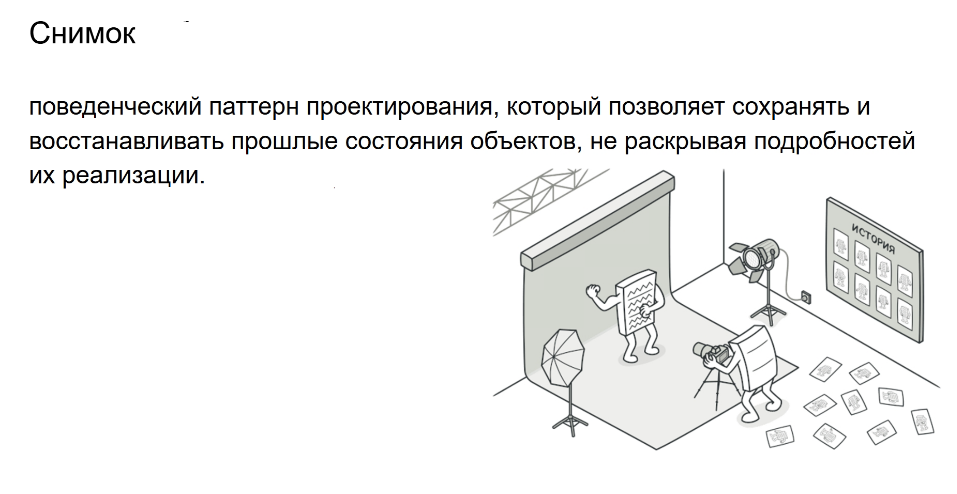 Снимок
поведенческий паттерн проектирования, который позволяет сохранять и
восстанавливать прошлые состояния объектов, не раскрывая подробностей
их реализации.
ИСТОРИЯ